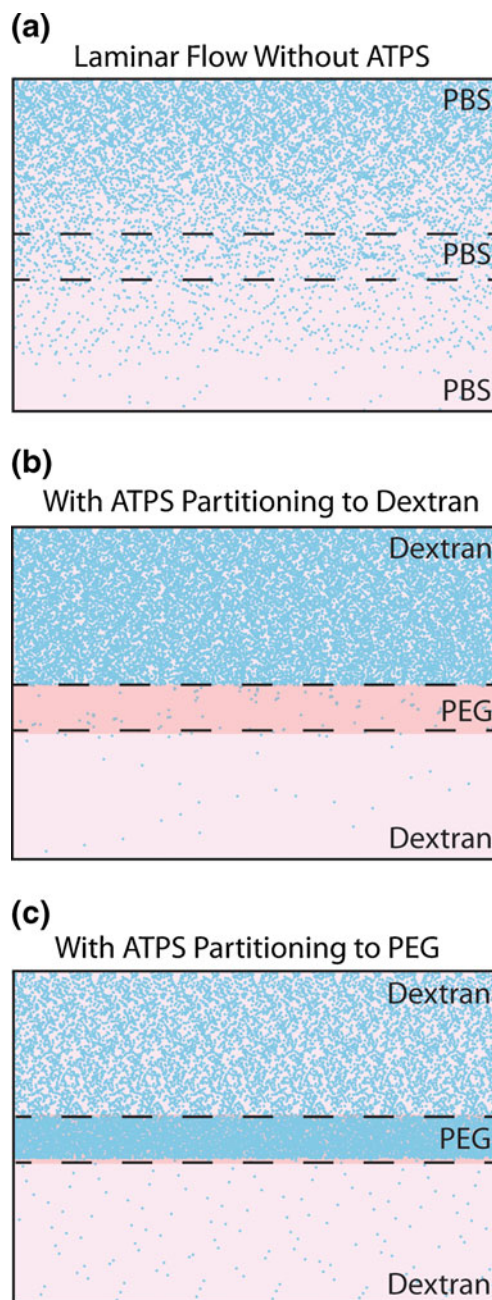 (a)
Laminar Flow Without ATPS
PBS
PBS
PBS
(b)
With ATPS Partitioning to Dextran
Dextran
PEG
Dextran
(c)
With ATPS Partitioning to PEG
Dextran
PEG
Dextran